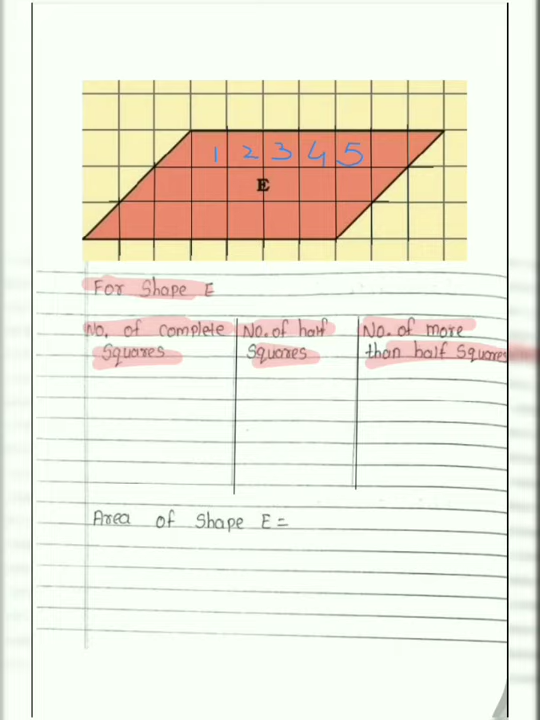 1 2 3 4 5
E
For Shape E
No. of complete Squares
No. of half Squares
No. of more than half Squares
Area of Shape E =